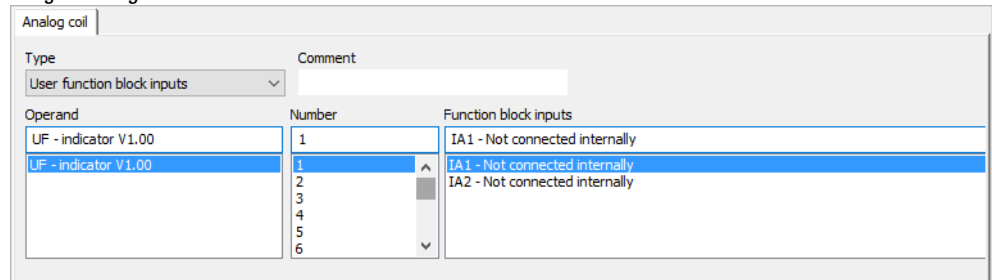 Analog coil
Type Comment
User function block inputs
Operand Number Function block inputs
UF - indicator V1.00 1 IA1 - Not connected internally
UF - indicator V1.00 1 IA1 - Not connected internally
2 IA2 - Not connected internally
3
4
5
6